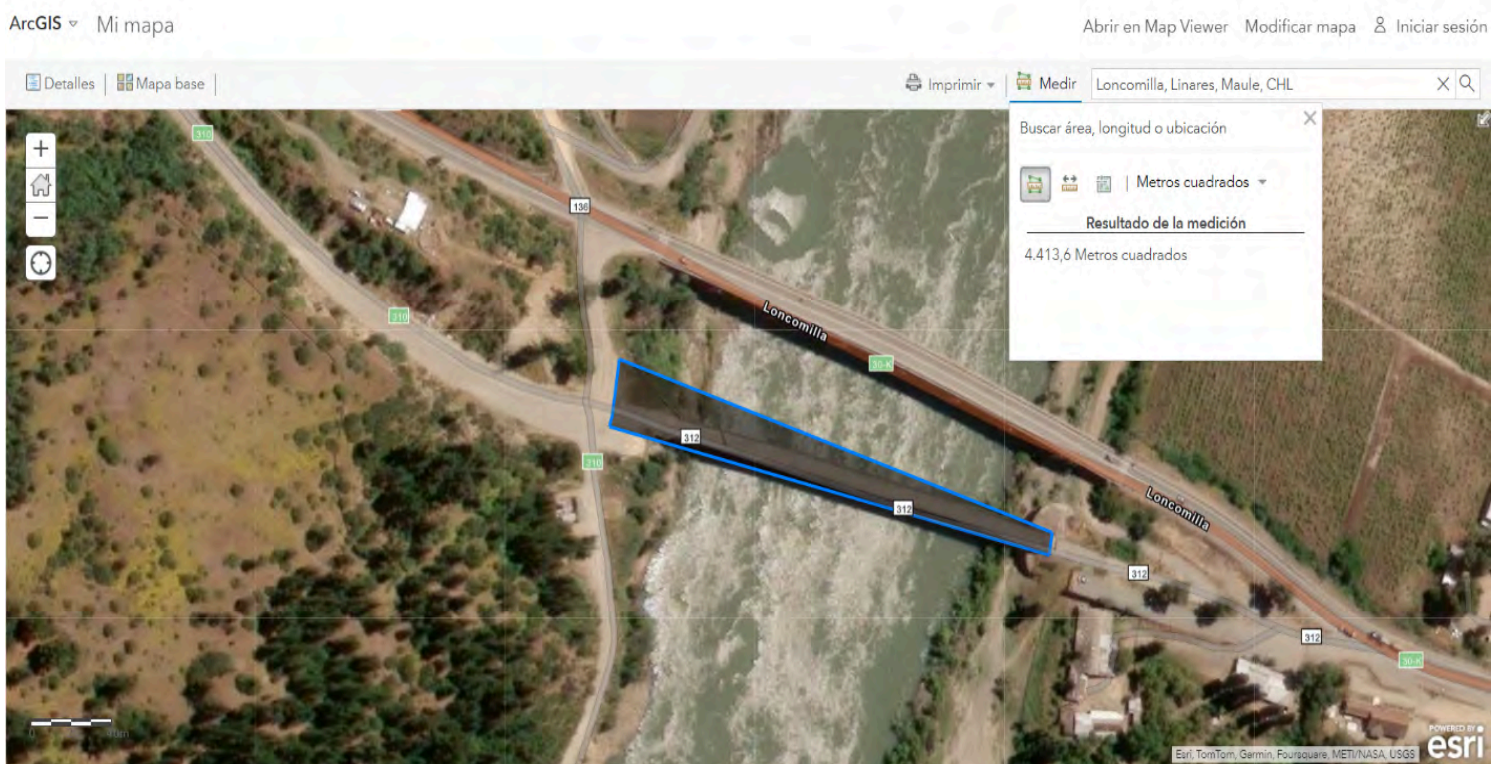 ArcGIS Mi mapa
Abrir en Map Viewer Modificar mapa Iniciar sesión
Detalles Mapa base Imprimir Medir Loncomilla, Linares, Maule, CHL
Buscar área, longitud o ubicación
Metros cuadrados
Resultado de la medición
4.413,6 Metros cuadrados
310
136
310
Loncomilla
30-K
312
310
312
Loncomilla
312
312
30-K
POWERED BY
esri
Esri, TomTom, Garmin, Foursquare, METI/NASA, USGS